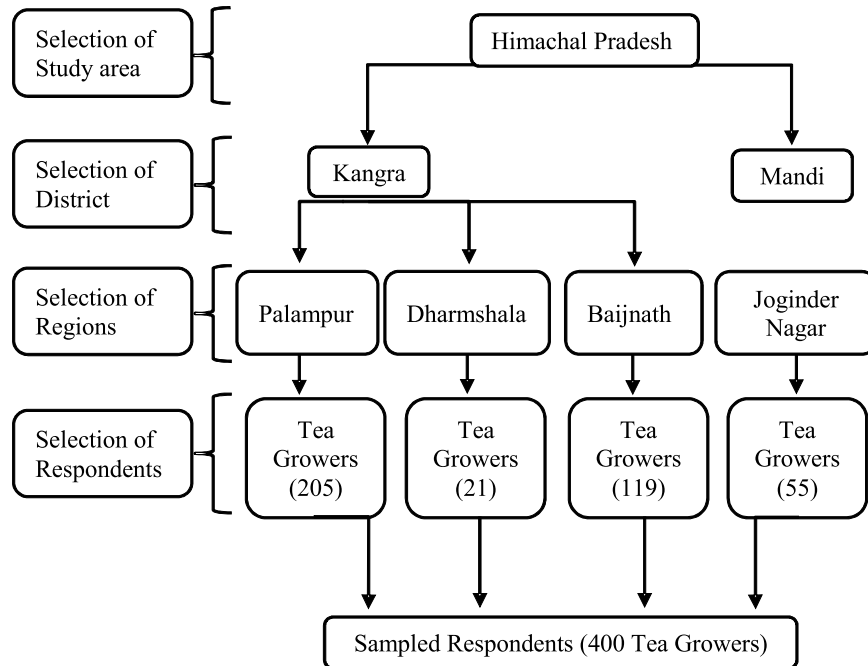 Selection of
Study area
Himachal Pradesh
Selection of
District
Kangra
Mandi
Selection of
Regions
Palampur
Dharmshala
Baijnath
Joginder
Nagar
Selection of
Respondents
Tea
Growers
(205)
Tea
Growers
(21)
Tea
Growers
(119)
Tea
Growers
(55)
Sampled Respondents (400 Tea Growers)